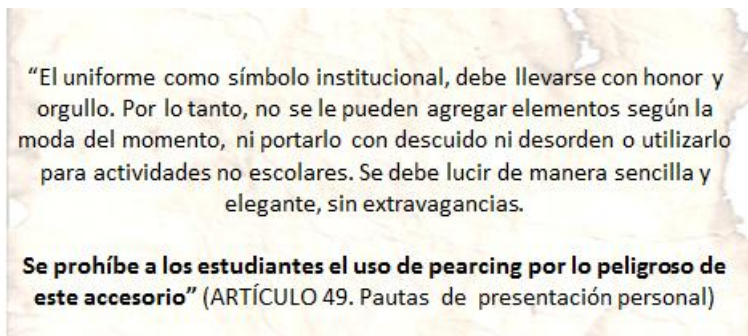 “El uniforme como símbolo institucional, debe llevarse con honor y
orgullo. Por lo tanto, no se le pueden agregar elementos según la
moda del momento, ni portarlo con descuido ni desorden o utilizarlo
para actividades no escolares. Se debe lucir de manera sencilla y
elegante, sin extravagancias.
Se prohíbe a los estudiantes el uso de pearcing por lo peligroso de
este accesorio” (ARTÍCULO 49. Pautas de presentación personal)